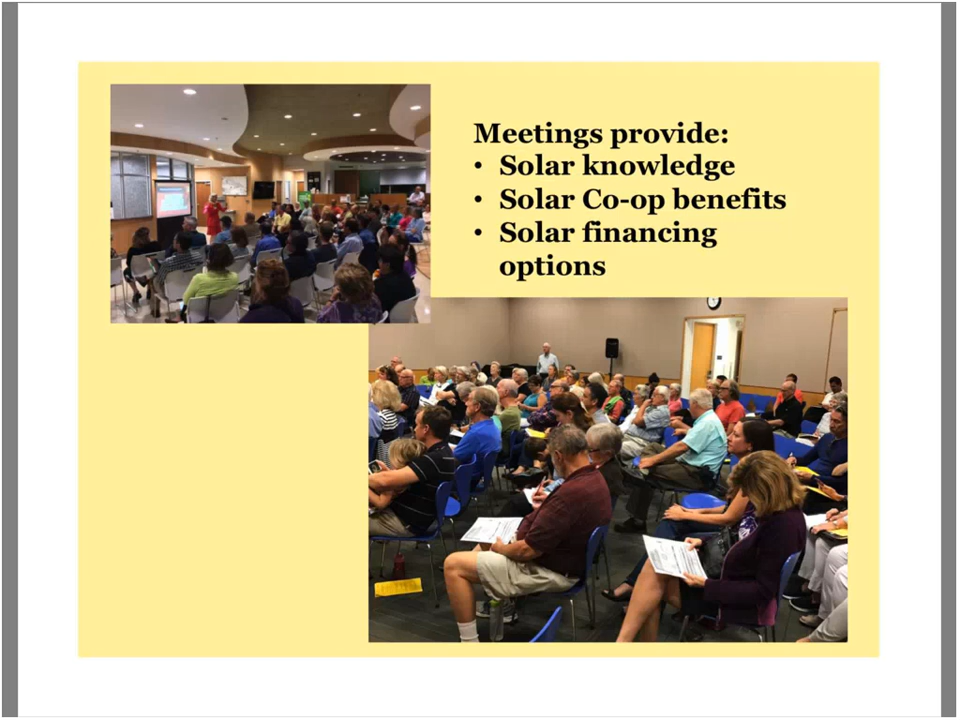 Meetings provide:
• Solar knowledge
• Solar Co-op benefits
• Solar financing
options